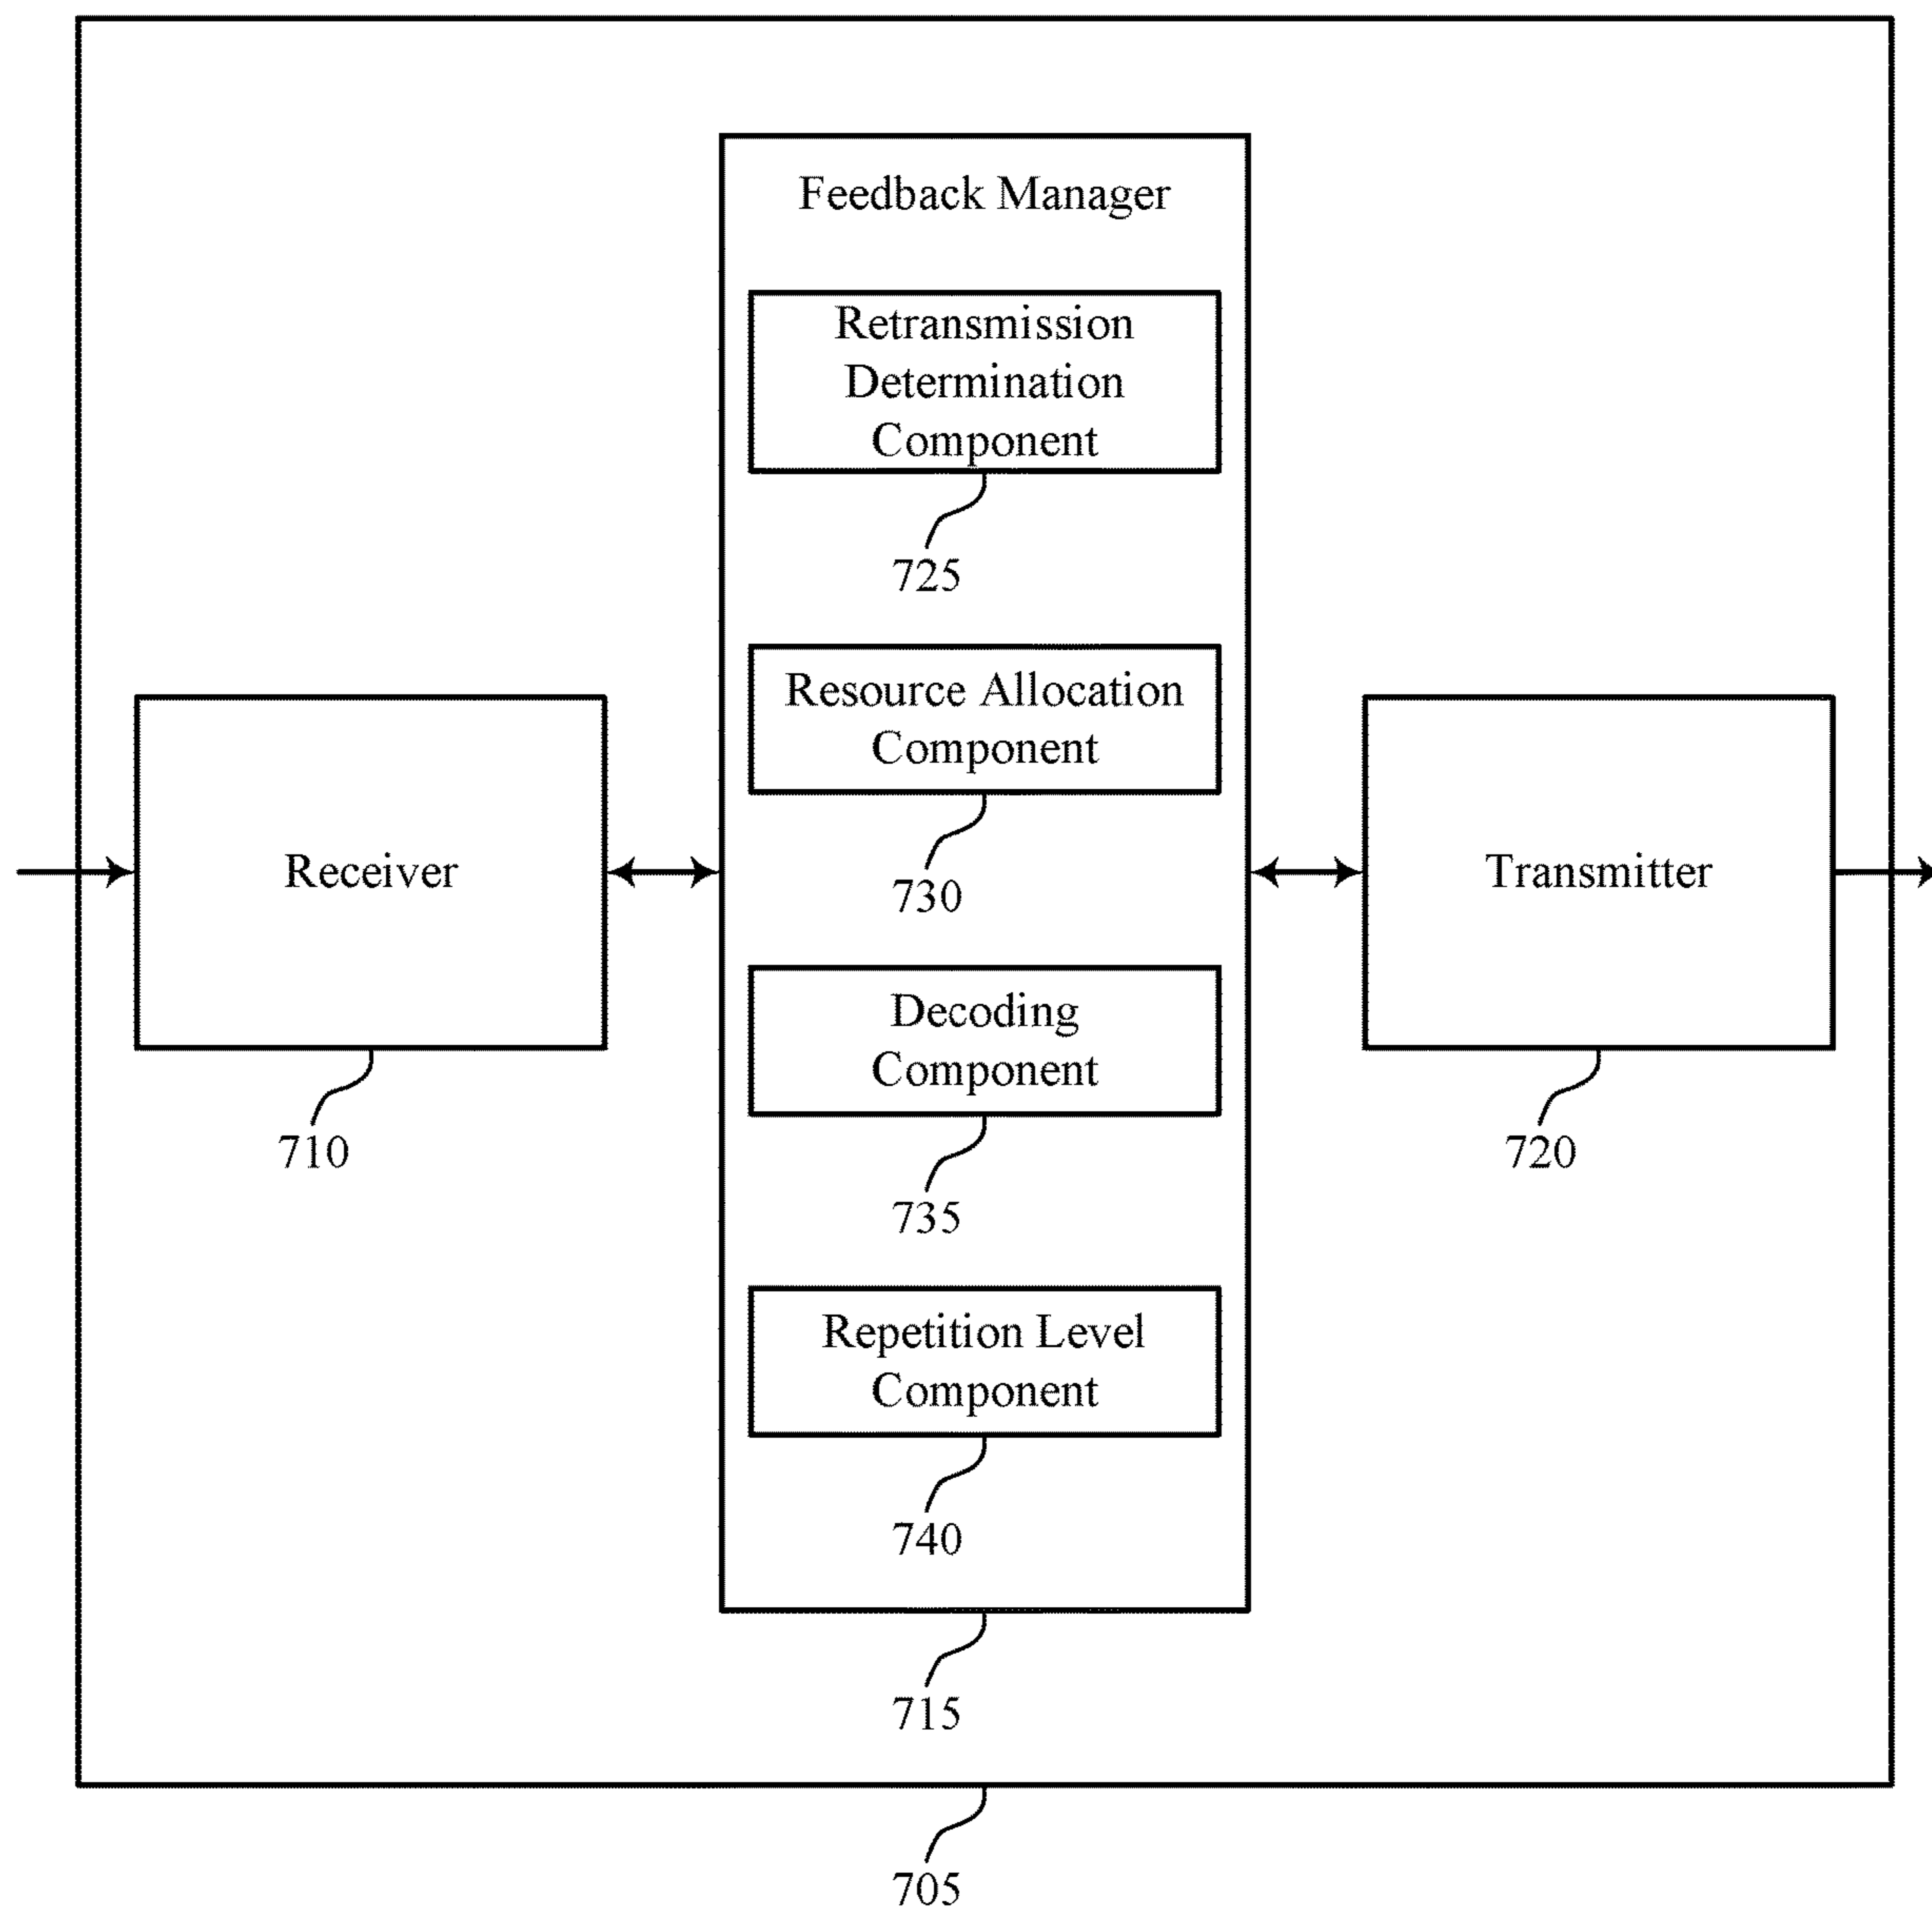 Feedback Manager
Retransmission
Determination
Component
725
Resource Allocation
Component
730
Decoding
Component
735
Repetition Level
Component
740
715
Receiver
710
Transmitter
720
705